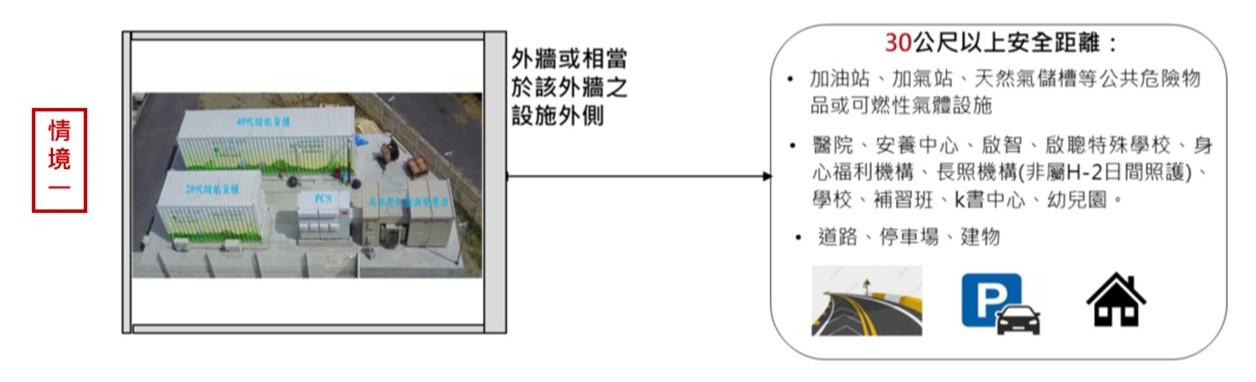 情
境
一
40呎儲能貨櫃
20呎儲能貨櫃
PCS
外牆或相當
於該外牆之
設施外側
30公尺以上安全距離：
• 加油站、加氣站、天然氣儲槽等公共危險物
品或可燃性氣體設施
• 醫院、安養中心、啟智、啟聰特殊學校、身
心福利機構、長照機構(非屬H-2日間照護)、
學校、補習班、k書中心、幼兒園。
• 道路、停車場、建物
P